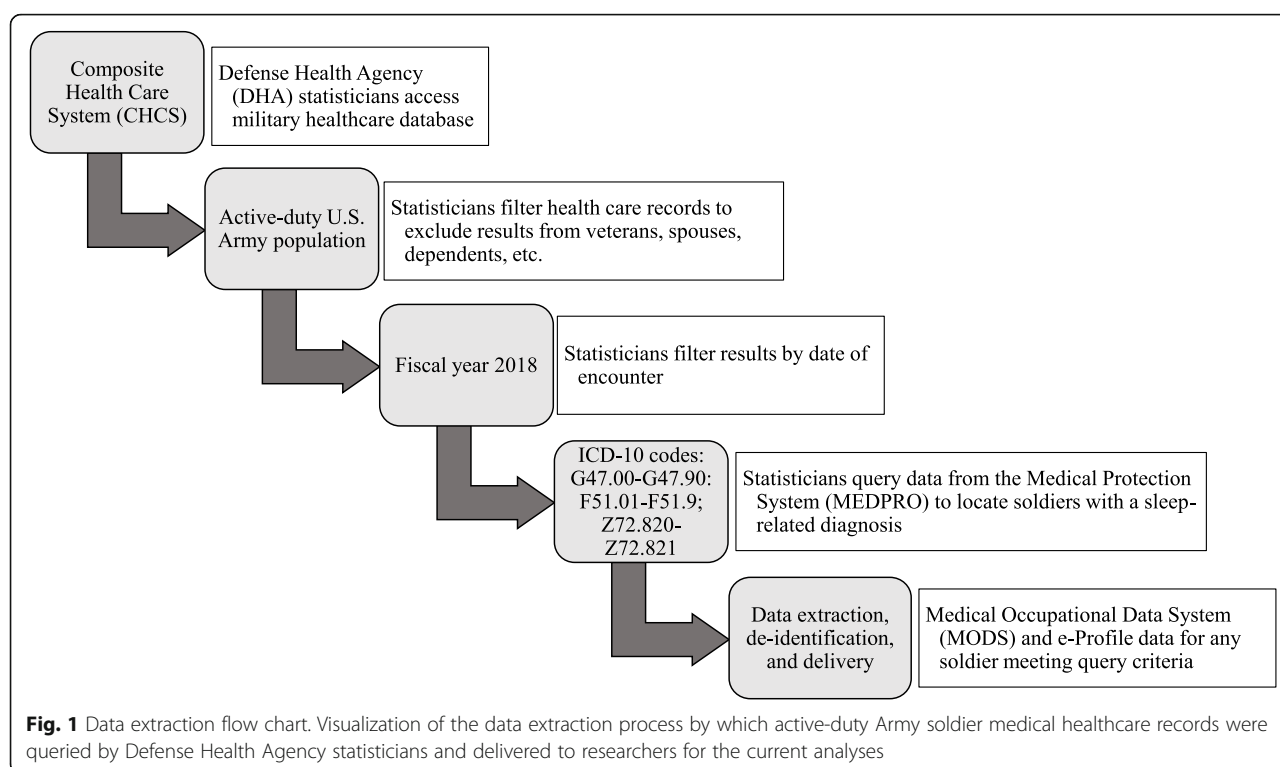 Composite
Health Care
System (CHCS)
Defense Health Agency
(DHA) statisticians access
military healthcare database
Active-duty U.S.
Army population
Statisticians filter health care records to
exclude results from veterans, spouses,
dependents, etc.
Fiscal year 2018
Statisticians filter results by date of
encounter
ICD-10 codes:
G47.00-G47.90:
F51.01-F51.9;
Z72.820-
Z72.821
Statisticians query data from the Medical Protection
System (MEDPRO) to locate soldiers with a sleep-
related diagnosis
Data extraction,
de-identification,
and delivery
Medical Occupational Data System
(MODS) and e-Profile data for any
soldier meeting query criteria
Fig. 1 Data extraction flow chart. Visualization of the data extraction process by which active-duty Army soldier medical healthcare records were
queried by Defense Health Agency statisticians and delivered to researchers for the current analyses